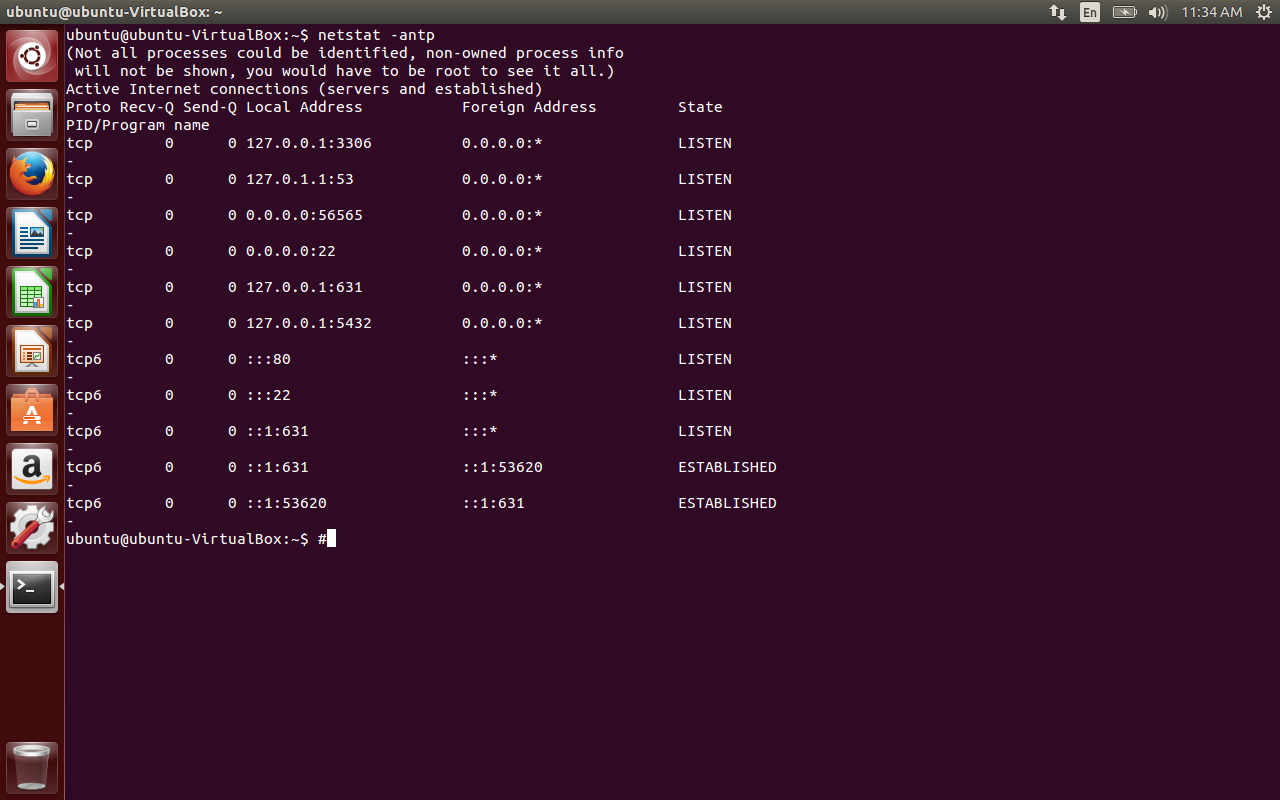 ubuntu@ubuntu-VirtualBox: ~ En 11:34 AM
ubuntu@ubuntu-VirtualBox:~$ netstat -antp
(Not all processes could be identified, non-owned process info
 will not be shown, you would have to be root to see it all.)
Active Internet connections (servers and established)
Proto Recv-Q Send-Q Local Address           Foreign Address         State
PID/Program name
tcp        0      0 127.0.0.1:3306          0.0.0.0:*               LISTEN
-
tcp        0      0 127.0.1.1:53            0.0.0.0:*               LISTEN
-
tcp        0      0 0.0.0.0:56565           0.0.0.0:*               LISTEN
-
tcp        0      0 0.0.0.0:22              0.0.0.0:*               LISTEN
-
tcp        0      0 127.0.0.1:631           0.0.0.0:*               LISTEN
-
tcp        0      0 127.0.0.1:5432          0.0.0.0:*               LISTEN
-
tcp6       0      0 :::80                   :::*                    LISTEN
-
tcp6       0      0 :::22                   :::*                    LISTEN
-
tcp6       0      0 ::1:631                 :::*                    LISTEN
-
tcp6       0      0 ::1:631                 ::1:53620               ESTABLISHED
-
tcp6       0      0 ::1:53620               ::1:631                 ESTABLISHED
-
ubuntu@ubuntu-VirtualBox:~$ #